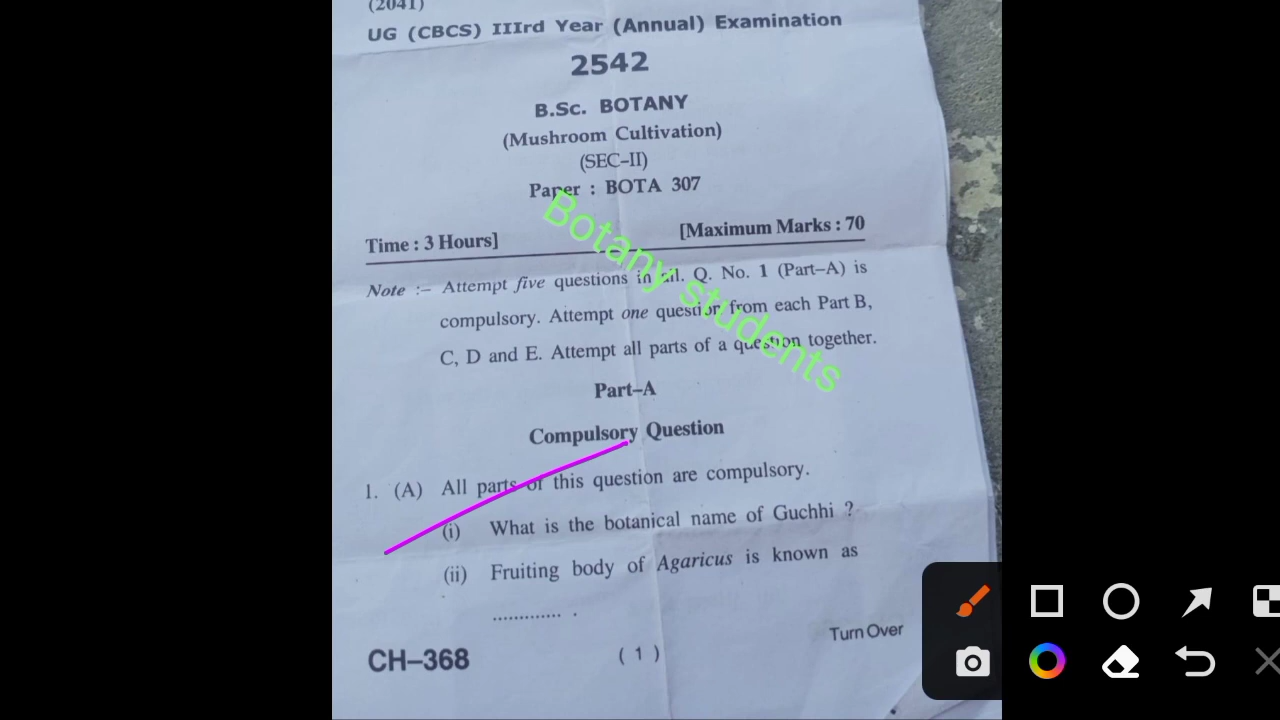 (2041)
UG (CBCS) IIIrd Year (Annual) Examination
2542
B.Sc. BOTANY
(Mushroom Cultivation)
(SEC–II)
Paper : BOTA 307
Time : 3 Hours] [Maximum Marks : 70
Note :– Attempt five questions in all. Q. No. 1 (Part–A) is
compulsory. Attempt one question from each Part B,
C, D and E. Attempt all parts of a question together.
Botany students
Part–A
Compulsory Question
1. (A) All parts of this question are compulsory.
(i) What is the botanical name of Guchhi ?
(ii) Fruiting body of Agaricus is known as
............. .
Turn Over
CH–368 ( 1 )